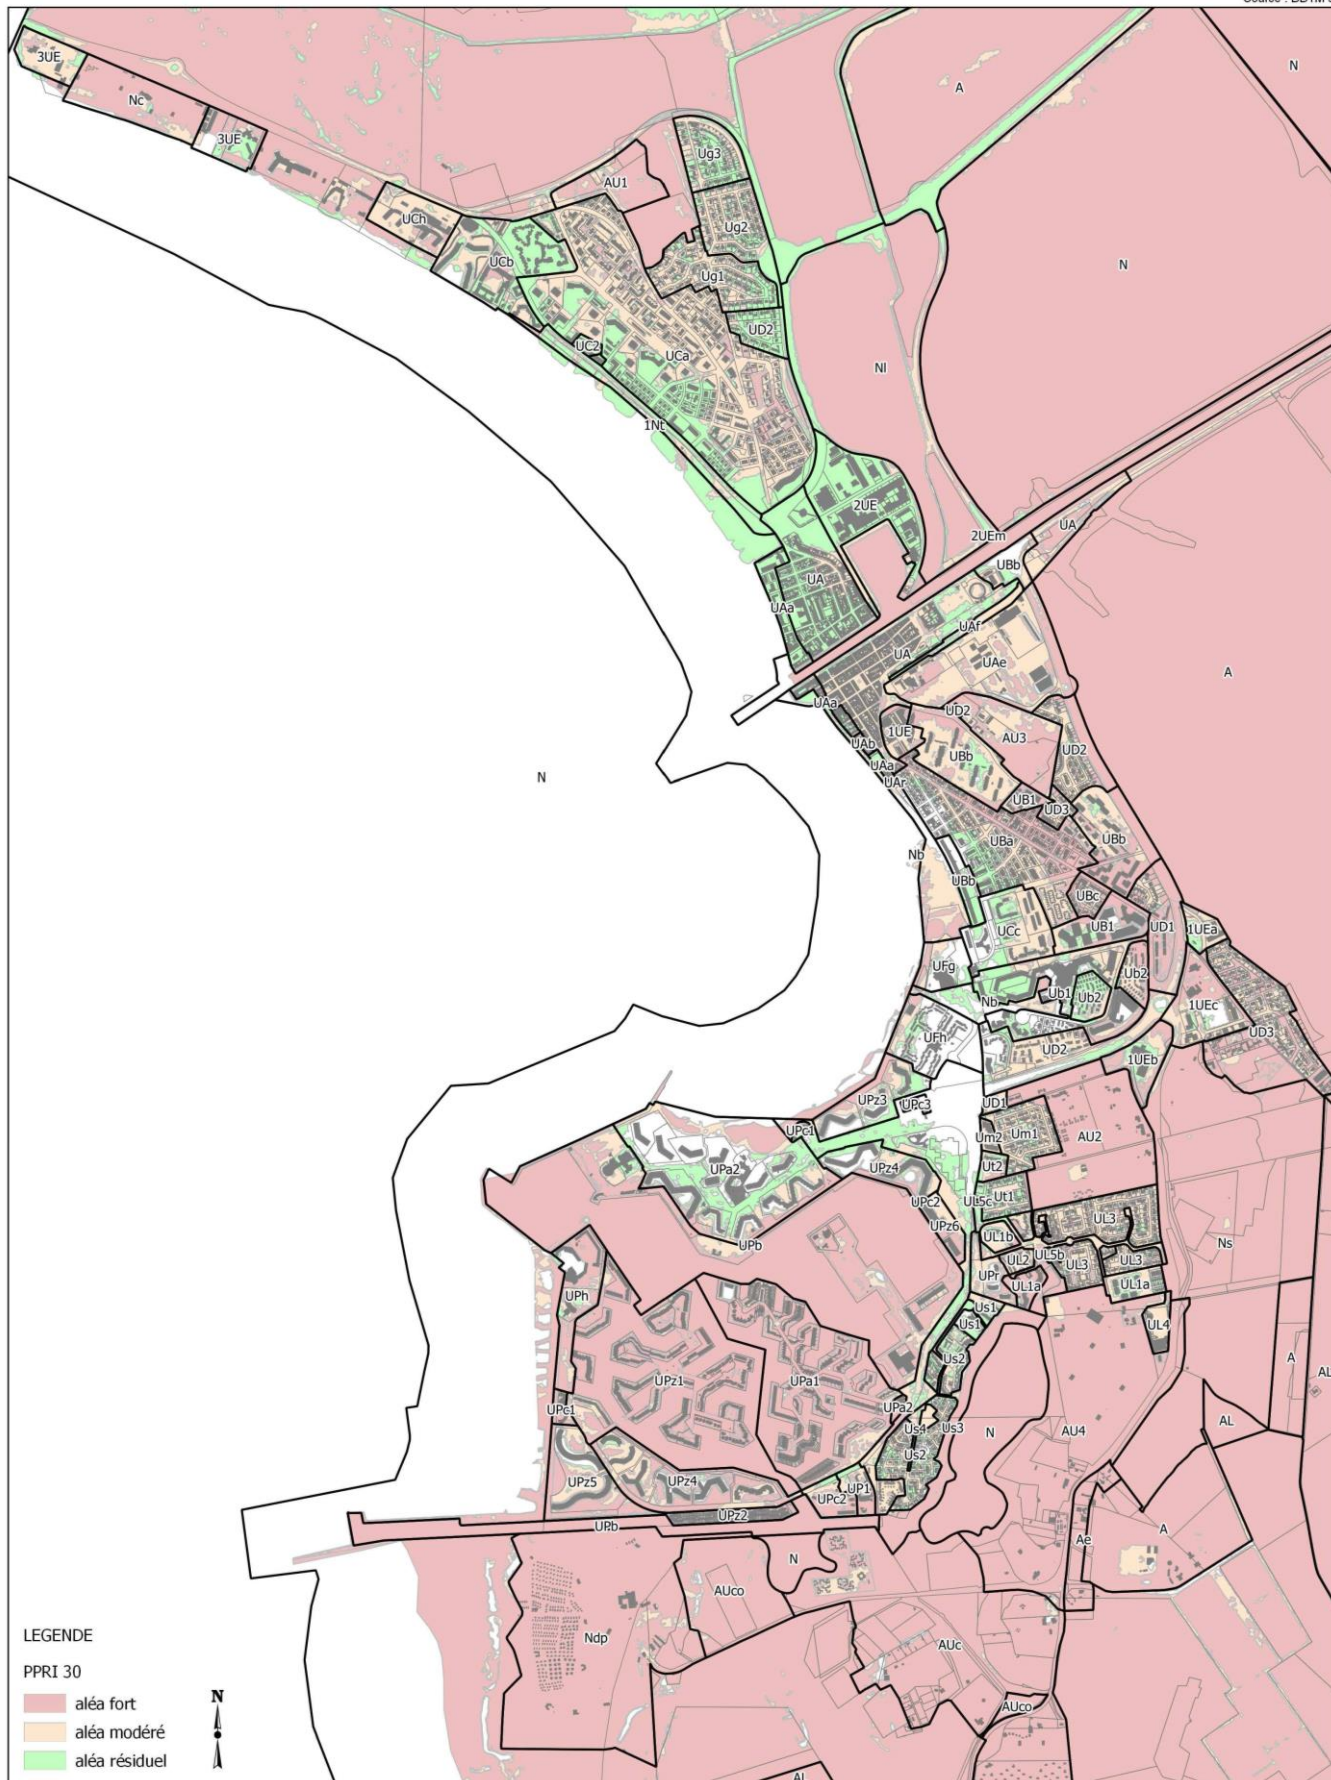 3UE
Nc
3UE
N
A
Ug3
AU1
UCh
Ug2
UCb
Ug1
N
UD2
UC2
UCa
Nl
1Nt
2UE
2UEm
UA
UBb
UA
UAa
UAf
UA
UAe
UAa
UD2
1UE
AU3
UAb
UBb
UD2
UAa
UAr
UB1
UD3
UBa
UBb
A
N
Nb
UBb
UBc
UCc
UB1
UD1
1UEa
UFg
Ub2
Ub1
Ub2
Nb
1UEc
UFh
UD2
UD3
1UEb
UPz3
UPc3
UD1
UPc1
Um2
Um1
AU2
UPa2
UPz4
Ut2
UPc2
UL5c
Ut1
UPz6
UL1b
UL3
UPb
UL2
UL5b
UL3
UL3
Ns
UPr
UL1a
UL1a
UPh
Us1
Us1
UL4
Us2
A
AL
UPz1
UPa1
UPc1
UPa2
Us4
Us3
N
AL
AU4
Us2
UPz5
UPz4
UPc2
UP1
UPz2
UPb
Ae
A
N
AUco
Ndp
AUc
AUco
AL
LEGENDE
PPRI 30
aléa fort
aléa modéré
aléa résiduel
N